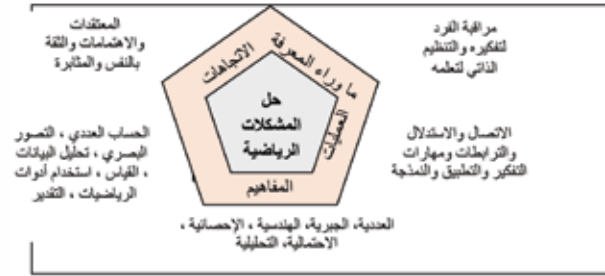 المعتقدات
والاهتمامات والثقة
بالنفس والمثابرة
مراقبة الفرد
لتفكيره والتنظيم
الذاتي لتعلمه
الاتجاهات
ما وراء المعرفة
حل
المشكلات
الرياضية
العمليات
المفاهيم
الحساب العددي ، التصور
البصري ، تحليل البيانات
، القياس ، استخدام أدوات
الرياضيات ، التقدير
الاتصال والاستدلال
والترابطات ومهارات
التفكير والتطبيق والنمذجة
العددية، الجبرية، الهندسية ، الإحصائية ،
الاحتمالية، التحليلية